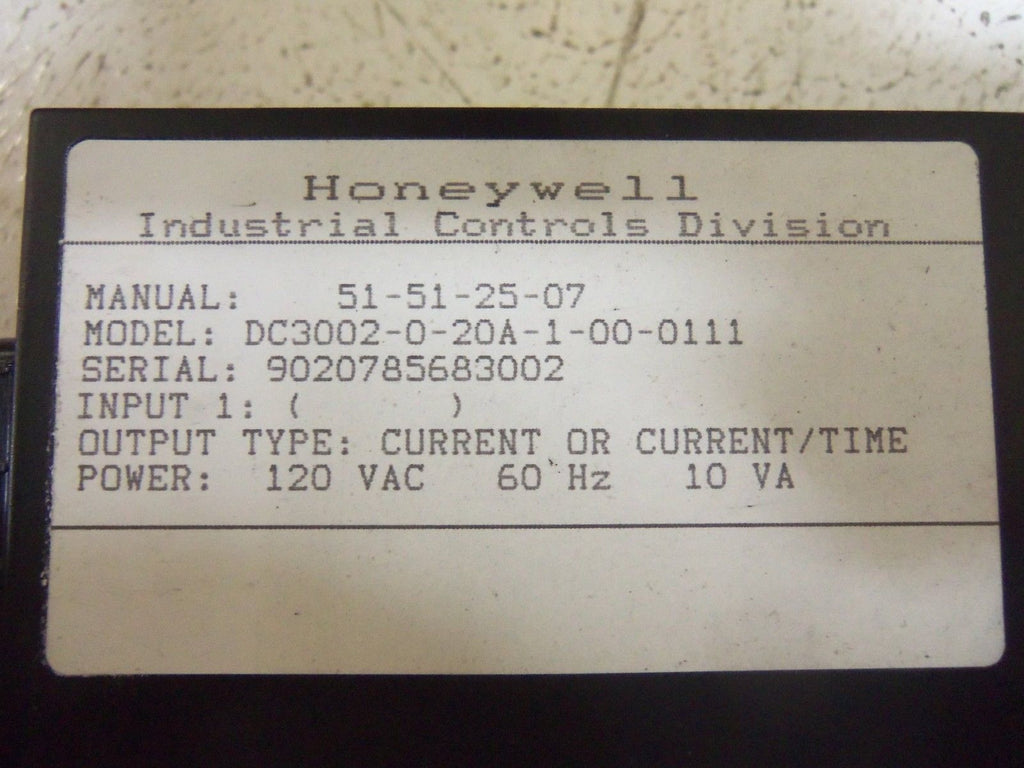 Honeywell
Industrial Controls Division
MANUAL: 51-51-25-07
MODEL: DC3002-0-20A-1-00-0111
SERIAL: 9020785683002
INPUT 1: ( )
OUTPUT TYPE: CURRENT OR CURRENT/TIME
POWER: 120 VAC 60 Hz 10 VA